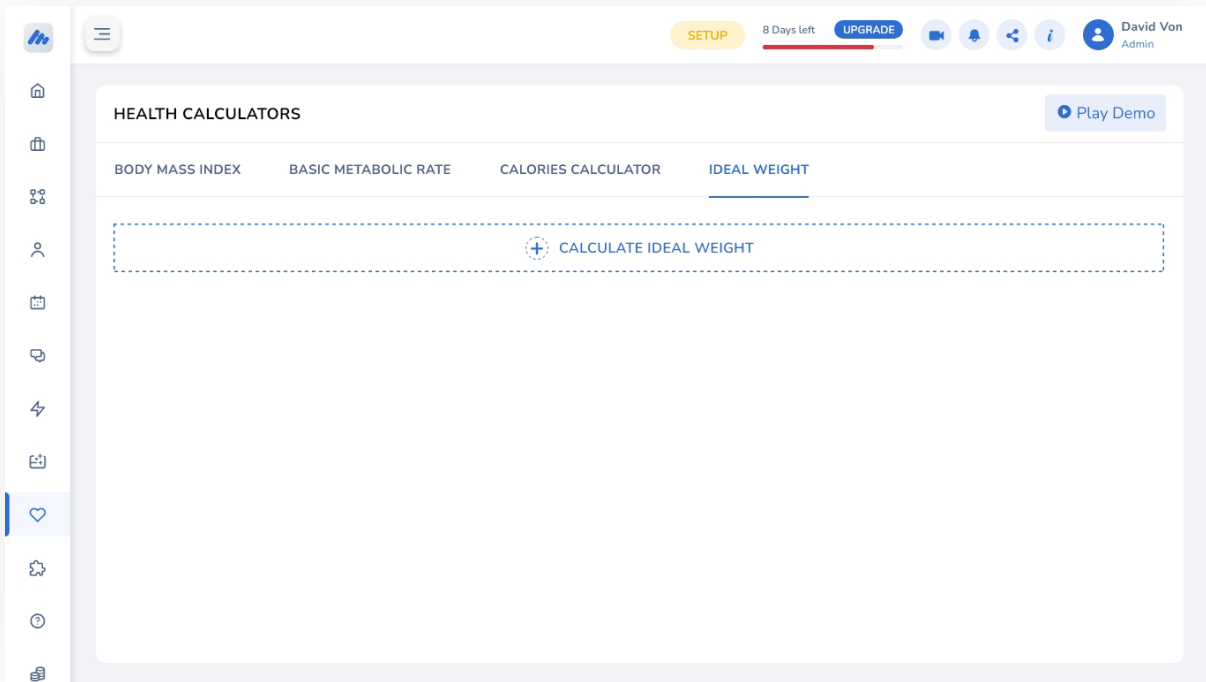 SETUP
8 Days left
UPGRADE
i
David Von
Admin
HEALTH CALCULATORS
Play Demo
BODY MASS INDEX
BASIC METABOLIC RATE
CALORIES CALCULATOR
IDEAL WEIGHT
CALCULATE IDEAL WEIGHT